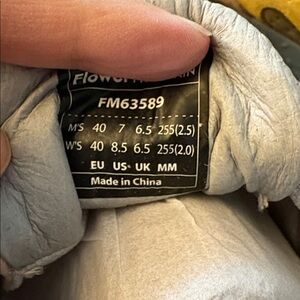 Flower
FM63589
M'S 40 7 6.5 255(2.5)
W'S 40 8.5 6.5 255(2.0)
EU US UK MM
Made in China